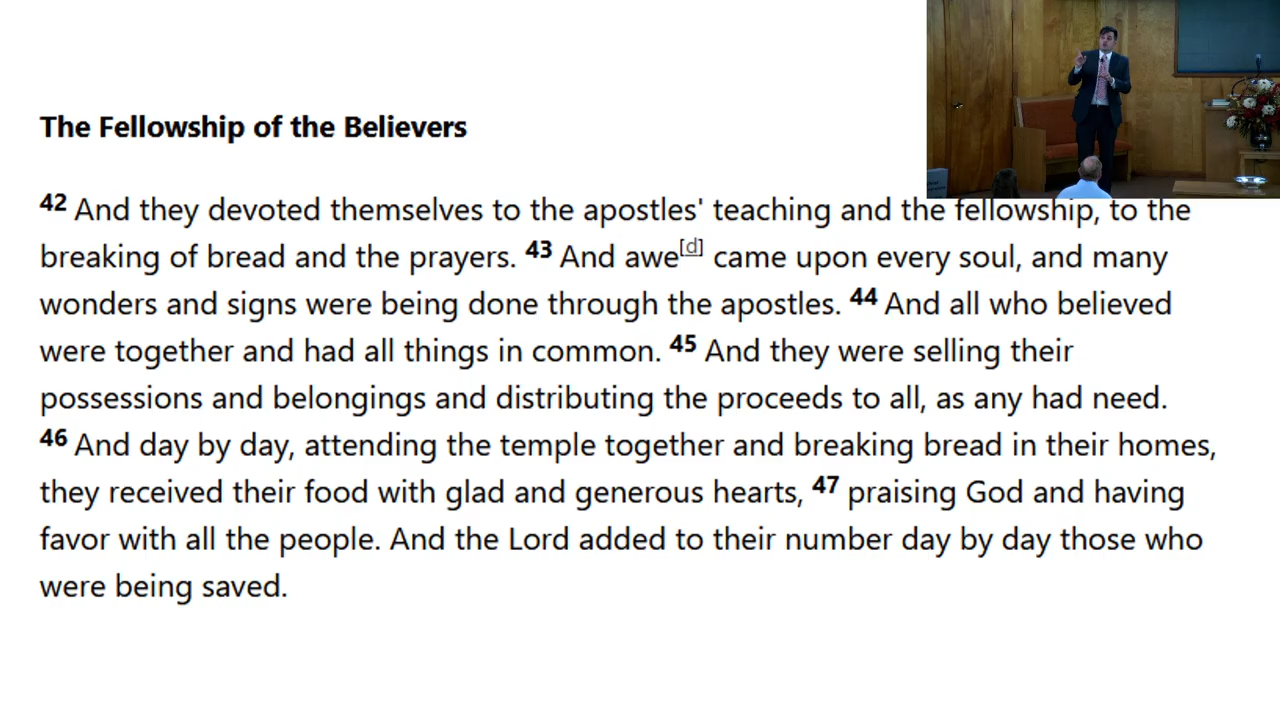 The Fellowship of the Believers
42 And they devoted themselves to the apostles' teaching and the fellowship, to the
breaking of bread and the prayers. 43 And awe[d] came upon every soul, and many
wonders and signs were being done through the apostles. 44 And all who believed
were together and had all things in common. 45 And they were selling their
possessions and belongings and distributing the proceeds to all, as any had need.
46 And day by day, attending the temple together and breaking bread in their homes,
they received their food with glad and generous hearts, 47 praising God and having
favor with all the people. And the Lord added to their number day by day those who
were being saved.